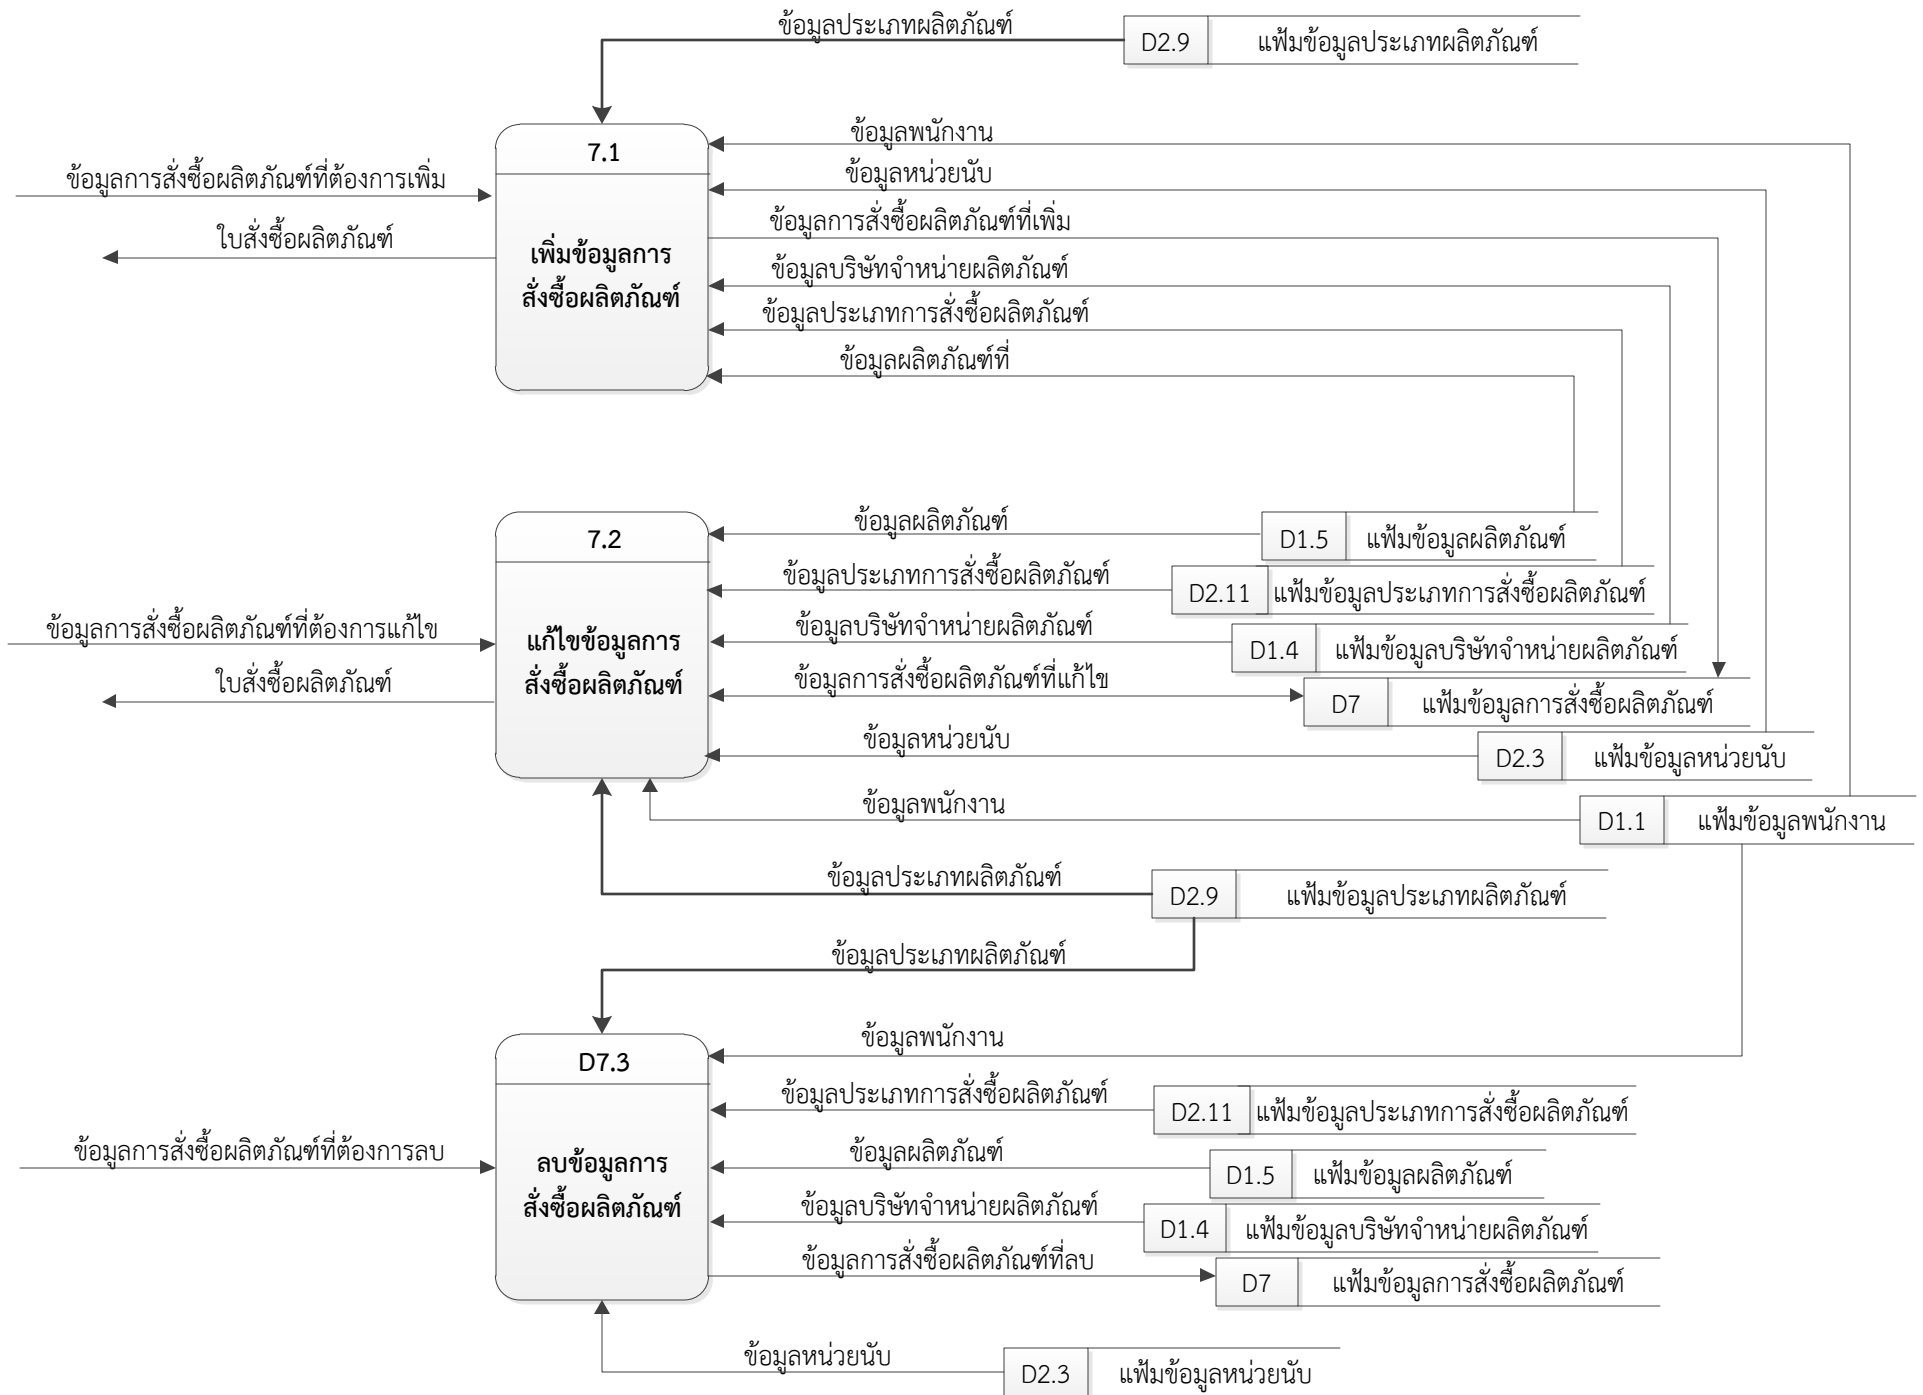 ข้อมูลประเภทผลิตภัณฑ์
D2.9 แฟ้มข้อมูลประเภทผลิตภัณฑ์
7.1
เพิ่มข้อมูลการ
สั่งซื้อผลิตภัณฑ์
ข้อมูลการสั่งซื้อผลิตภัณฑ์ที่ต้องการเพิ่ม
ใบสั่งซื้อผลิตภัณฑ์
ข้อมูลพนักงาน
ข้อมูลหน่วยนับ
ข้อมูลการสั่งซื้อผลิตภัณฑ์ที่เพิ่ม
ข้อมูลบริษัทจำหน่ายผลิตภัณฑ์
ข้อมูลประเภทการสั่งซื้อผลิตภัณฑ์
ข้อมูลผลิตภัณฑ์ที่
7.2
แก้ไขข้อมูลการ
สั่งซื้อผลิตภัณฑ์
ข้อมูลการสั่งซื้อผลิตภัณฑ์ที่ต้องการแก้ไข
ใบสั่งซื้อผลิตภัณฑ์
ข้อมูลผลิตภัณฑ์
D1.5 แฟ้มข้อมูลผลิตภัณฑ์
ข้อมูลประเภทการสั่งซื้อผลิตภัณฑ์
D2.11 แฟ้มข้อมูลประเภทการสั่งซื้อผลิตภัณฑ์
ข้อมูลบริษัทจำหน่ายผลิตภัณฑ์
D1.4 แฟ้มข้อมูลบริษัทจำหน่ายผลิตภัณฑ์
ข้อมูลการสั่งซื้อผลิตภัณฑ์ที่แก้ไข
D7 แฟ้มข้อมูลการสั่งซื้อผลิตภัณฑ์
ข้อมูลหน่วยนับ
D2.3 แฟ้มข้อมูลหน่วยนับ
ข้อมูลพนักงาน
D1.1 แฟ้มข้อมูลพนักงาน
ข้อมูลประเภทผลิตภัณฑ์
D2.9 แฟ้มข้อมูลประเภทผลิตภัณฑ์
ข้อมูลประเภทผลิตภัณฑ์
D7.3
ลบข้อมูลการ
สั่งซื้อผลิตภัณฑ์
ข้อมูลการสั่งซื้อผลิตภัณฑ์ที่ต้องการลบ
ข้อมูลพนักงาน
ข้อมูลประเภทการสั่งซื้อผลิตภัณฑ์
D2.11 แฟ้มข้อมูลประเภทการสั่งซื้อผลิตภัณฑ์
ข้อมูลผลิตภัณฑ์
D1.5 แฟ้มข้อมูลผลิตภัณฑ์
ข้อมูลบริษัทจำหน่ายผลิตภัณฑ์
D1.4 แฟ้มข้อมูลบริษัทจำหน่ายผลิตภัณฑ์
ข้อมูลการสั่งซื้อผลิตภัณฑ์ที่ลบ
D7 แฟ้มข้อมูลการสั่งซื้อผลิตภัณฑ์
ข้อมูลหน่วยนับ
D2.3 แฟ้มข้อมูลหน่วยนับ